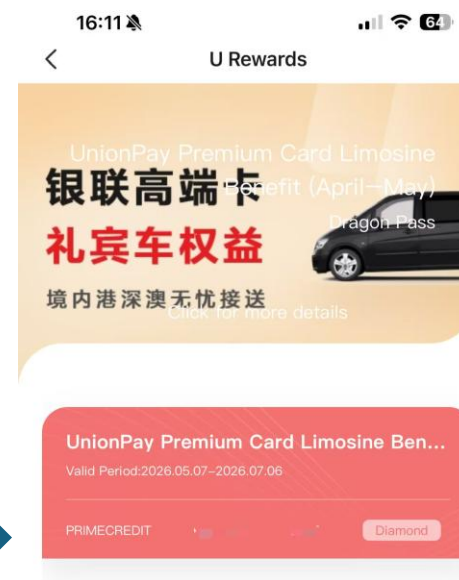 16:11
64
U Rewards
UnionPay Premium Card Limosine
银联高端卡
Benefit (April—May)
Dragon Pass
礼宾车权益
境内港深澳无忧接送
Click for more details
UnionPay Premium Card Limosine Ben...
Valid Period:2026.05.07-2026.07.06
PRIMECREDIT
Diamond